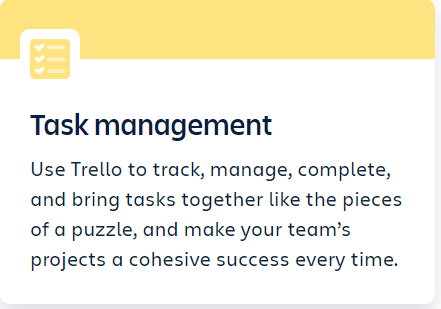 Task management
Use Trello to track, manage, complete,
and bring tasks together like the pieces
of a puzzle, and make your team’s
projects a cohesive success every time.